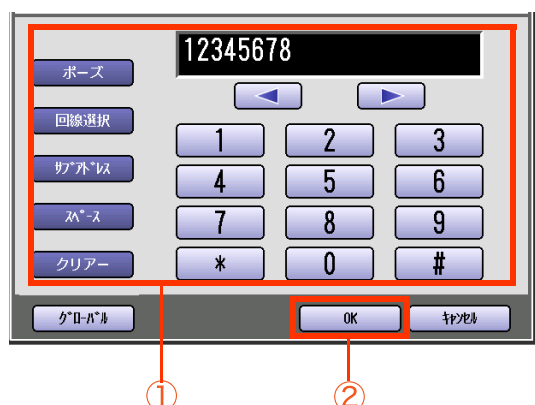 12345678
ポーズ
回線選択
ｻﾌﾞｱﾄﾞﾚｽ
ｽﾍﾟｰｽ
クリアー
1 2 3
4 5 6
7 8 9
* 0 #
ｸﾞﾛｰﾊﾞﾙ OK ｷｬﾝｾﾙ
① ②